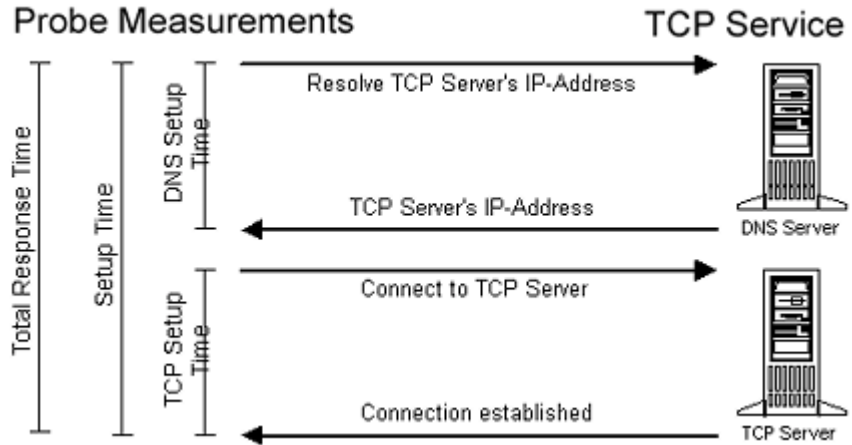 Probe Measurements
TCP Service
Resolve TCP Server's IP-Address
DNS Setup
Time
TCP Server's IP-Address
DNS Server
Total Response Time
Setup Time
Connect to TCP Server
TCP Setup
Time
Connection established
TCP Server